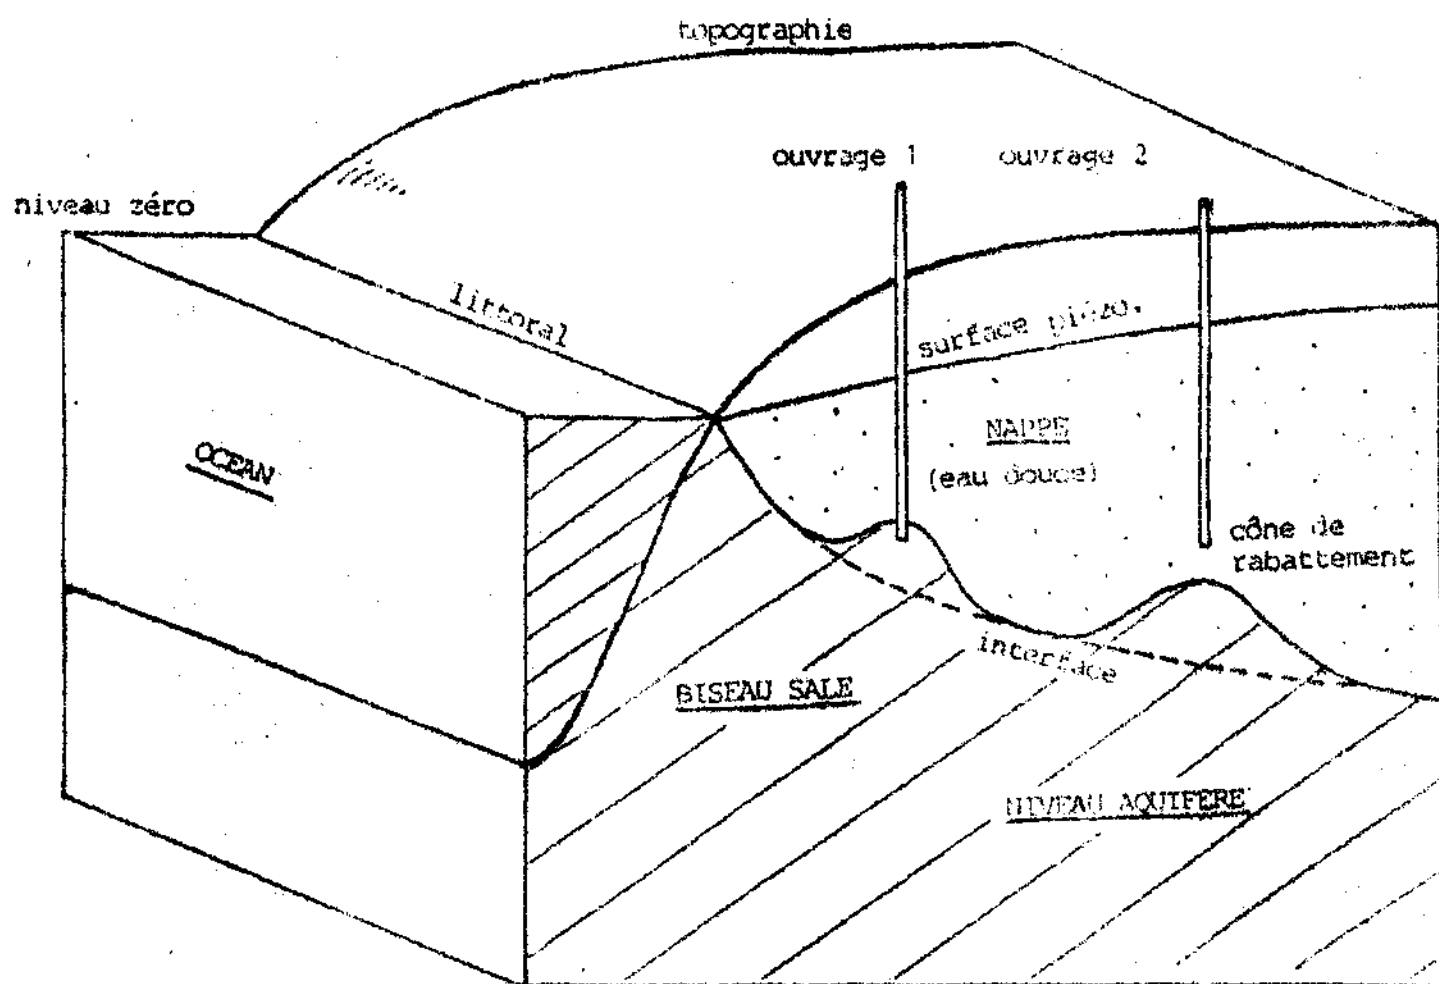 topographie
ouvrage 1
ouvrage 2
niveau zéro
littoral
surface piézo.
OCEAN
NAPPE
(eau douce)
cône de
rabattement
interface
BISEAU SALE
NIVEAU AQUIFERE